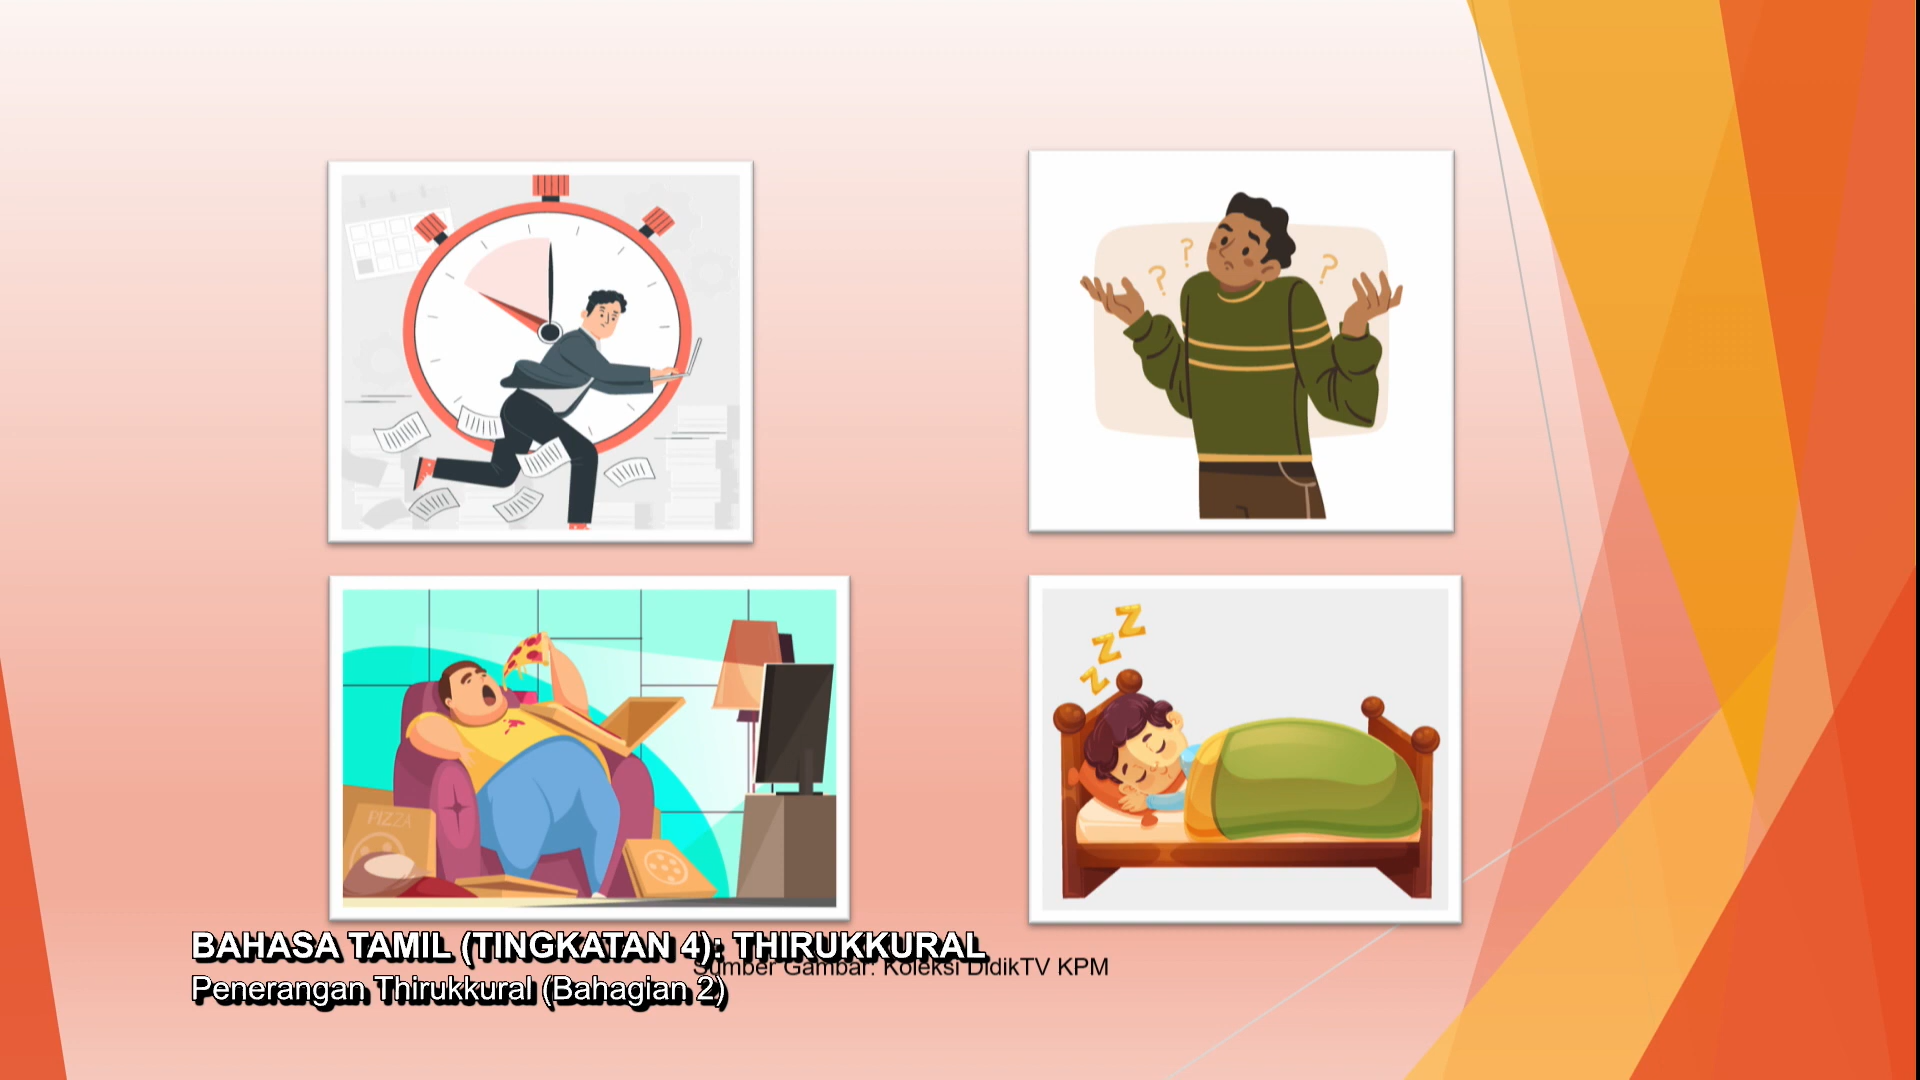 ?
?
?
Z
Z
Z
PIZZA
BAHASA TAMIL (TINGKATAN 4): THIRUKKURAL
Sumber Gambar: Koleksi DidikTV KPM
Penerangan Thirukkural (Bahagian 2)